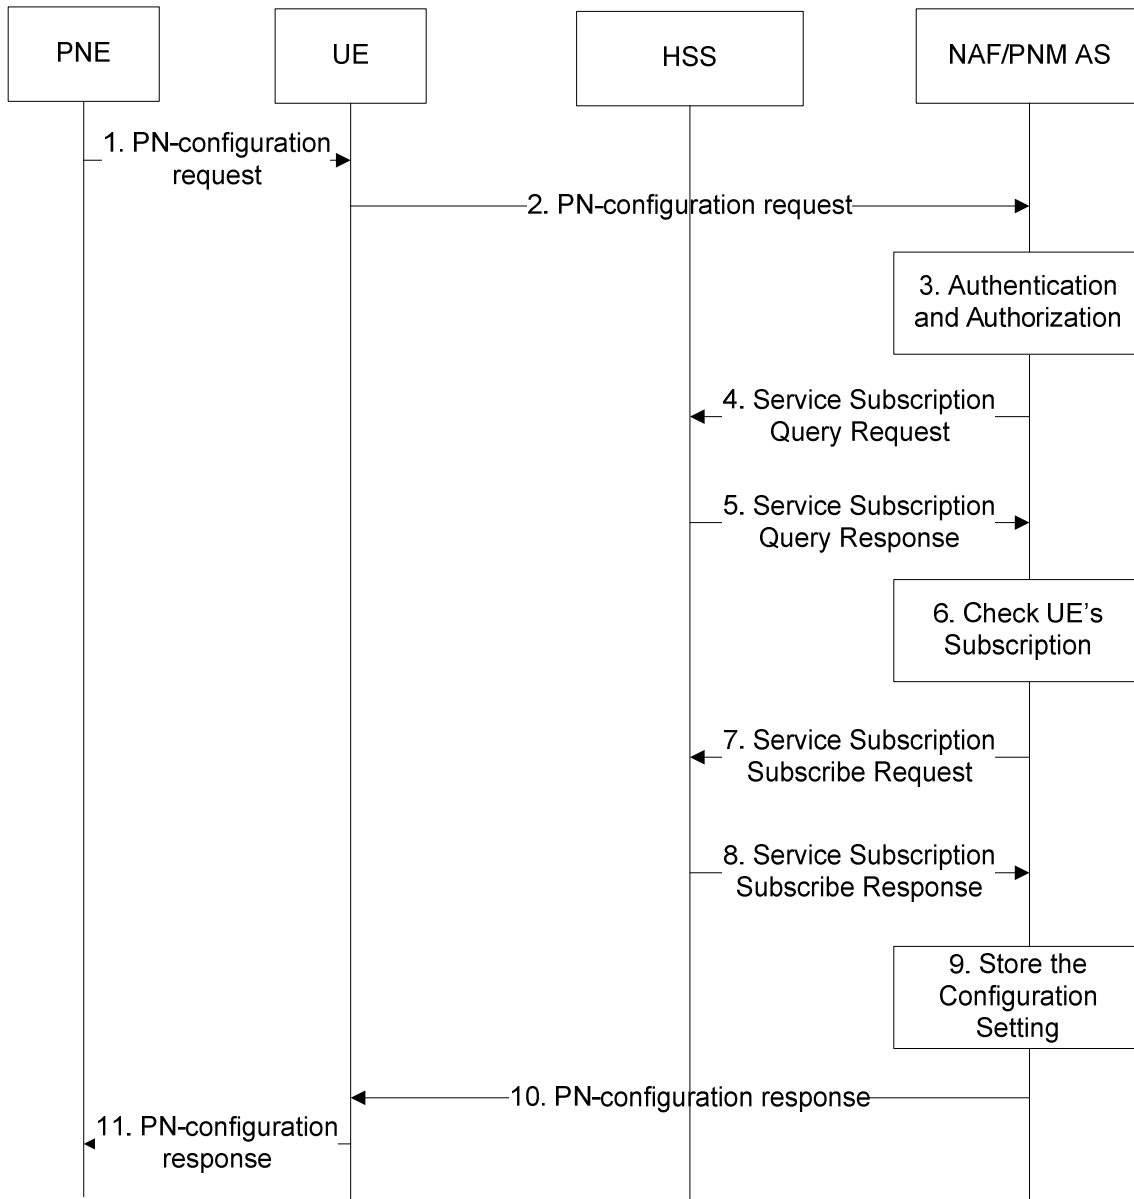 PNE
UE
HSS
NAF/PNM AS
1. PN-configuration
request
2. PN-configuration request
3. Authentication
and Authorization
4. Service Subscription
Query Request
5. Service Subscription
Query Response
6. Check UE's
Subscription
7. Service Subscription
Subscribe Request
8. Service Subscription
Subscribe Response
9. Store the
Configuration
Setting
10. PN-configuration response
11. PN-configuration
response